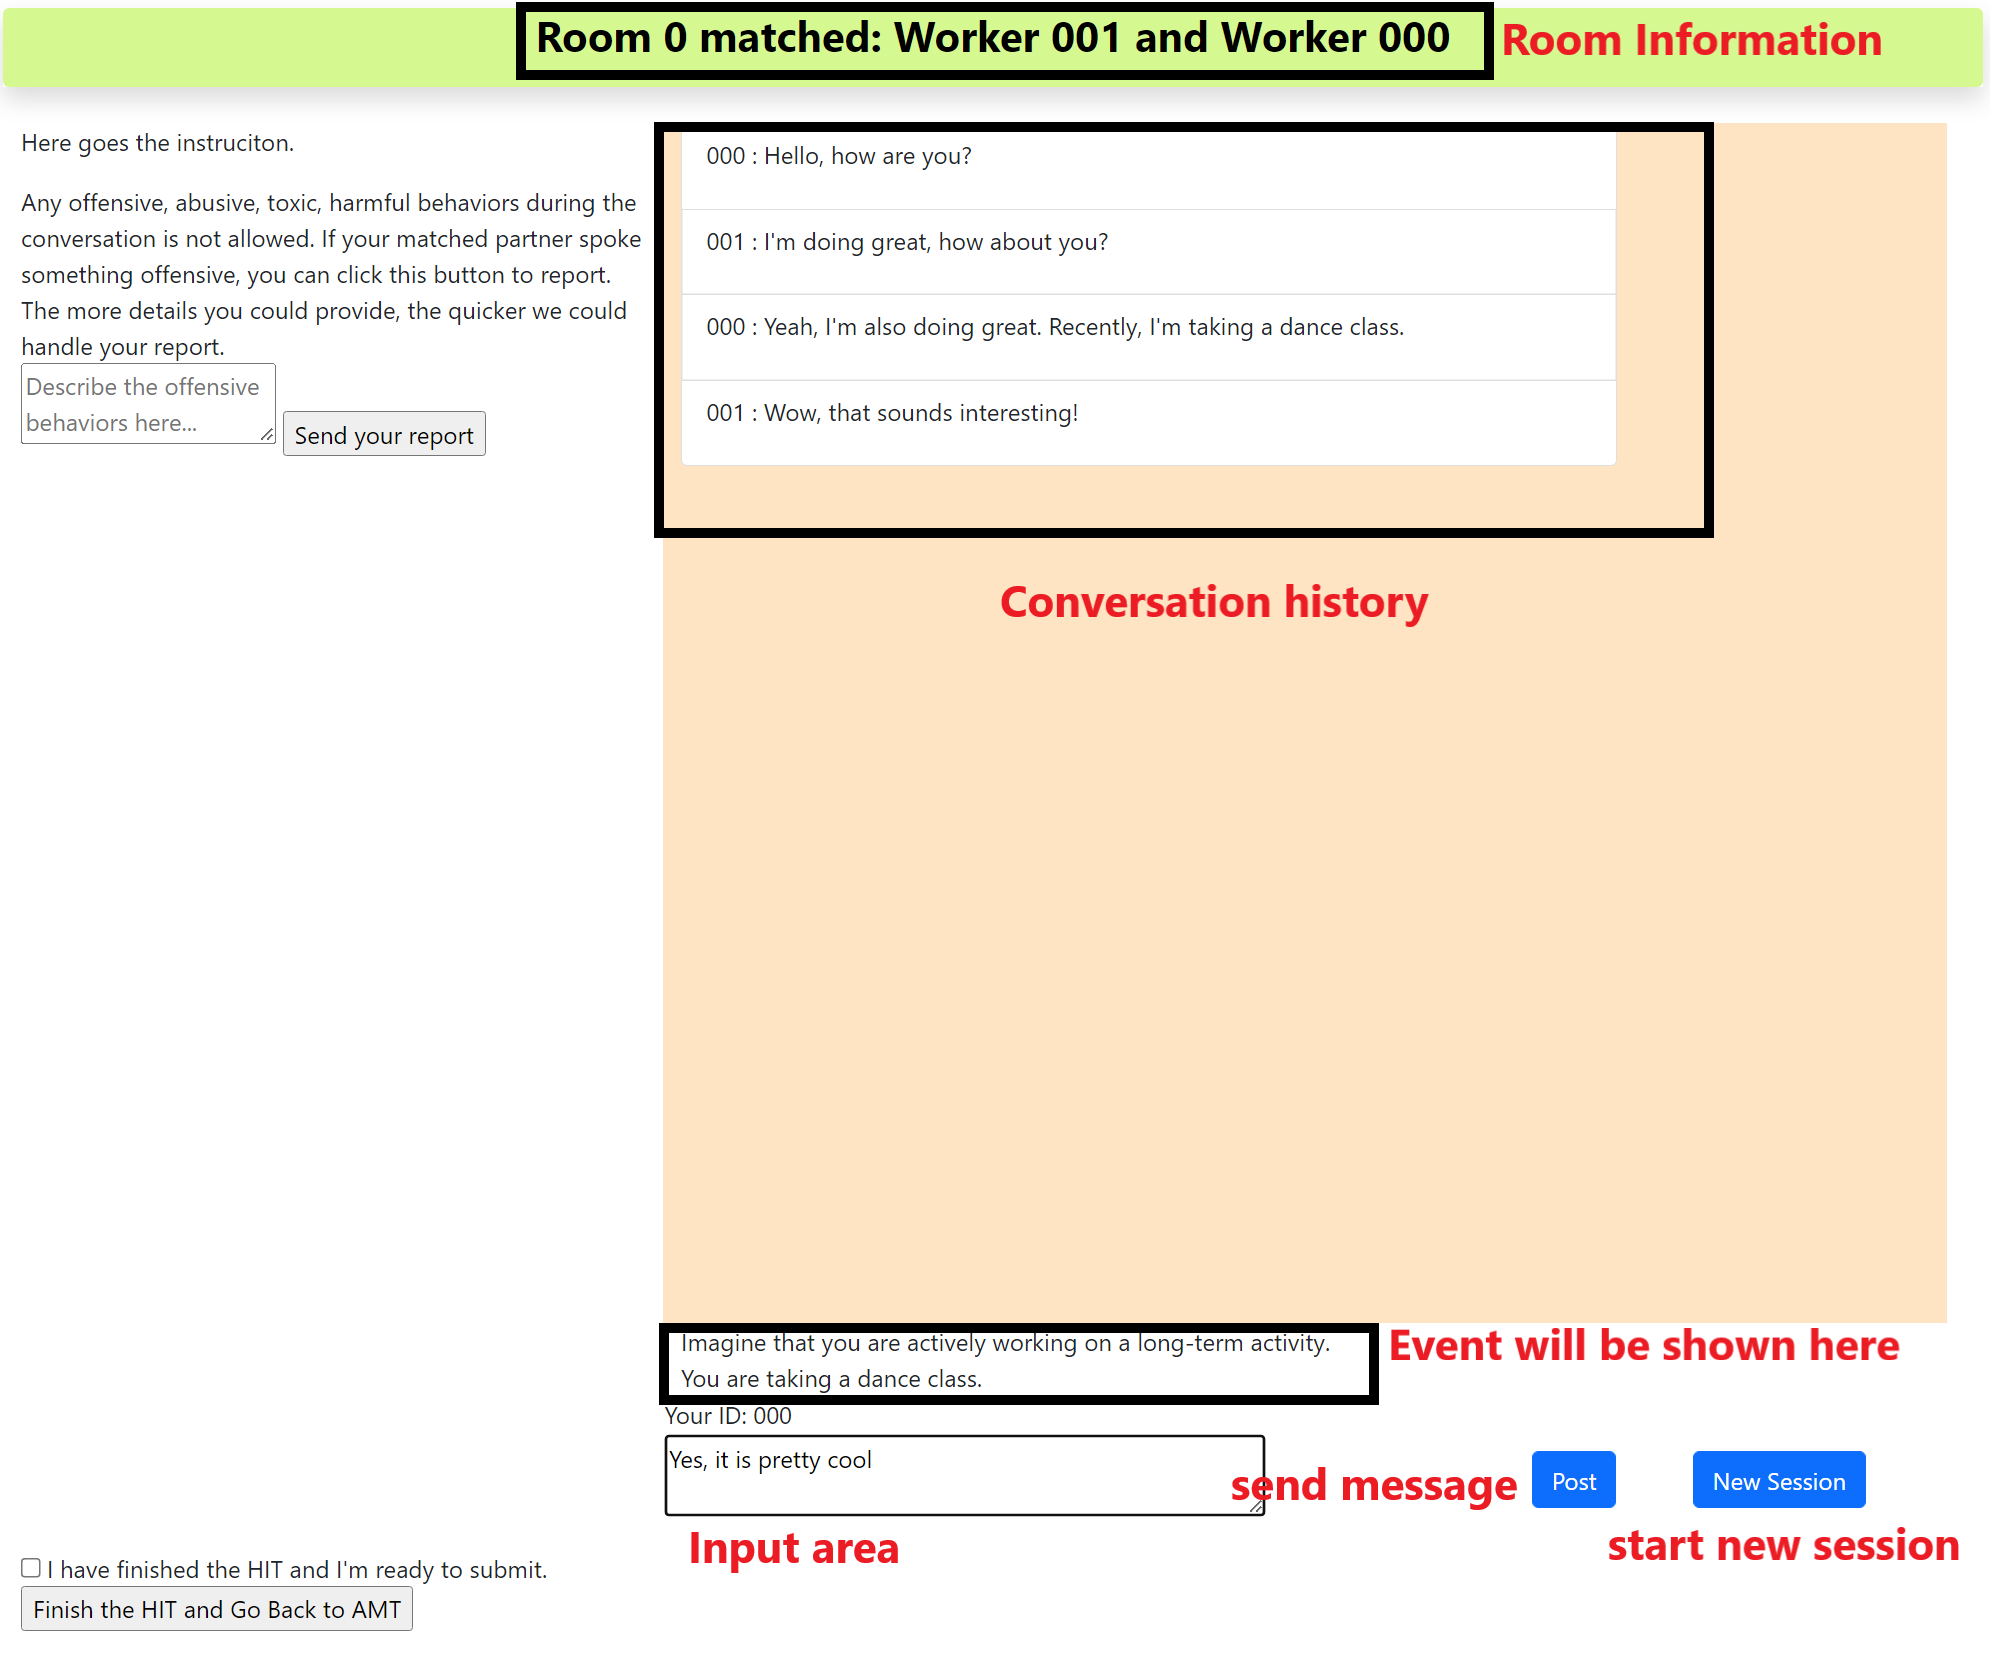 Room 0 matched: Worker 001 and Worker 000
Room Information
Here goes the instruciton.
Any offensive, abusive, toxic, harmful behaviors during the
conversation is not allowed. If your matched partner spoke
something offensive, you can click this button to report.
The more details you could provide, the quicker we could
handle your report.
Describe the offensive
behaviors here...
Send your report
000 : Hello, how are you?
001 : I'm doing great, how about you?
000 : Yeah, I'm also doing great. Recently, I'm taking a dance class.
001 : Wow, that sounds interesting!
Conversation history
Imagine that you are actively working on a long-term activity.
You are taking a dance class.
Event will be shown here
Your ID: 000
Yes, it is pretty cool
send message
Post
New Session
Input area
start new session
I have finished the HIT and I'm ready to submit.
Finish the HIT and Go Back to AMT